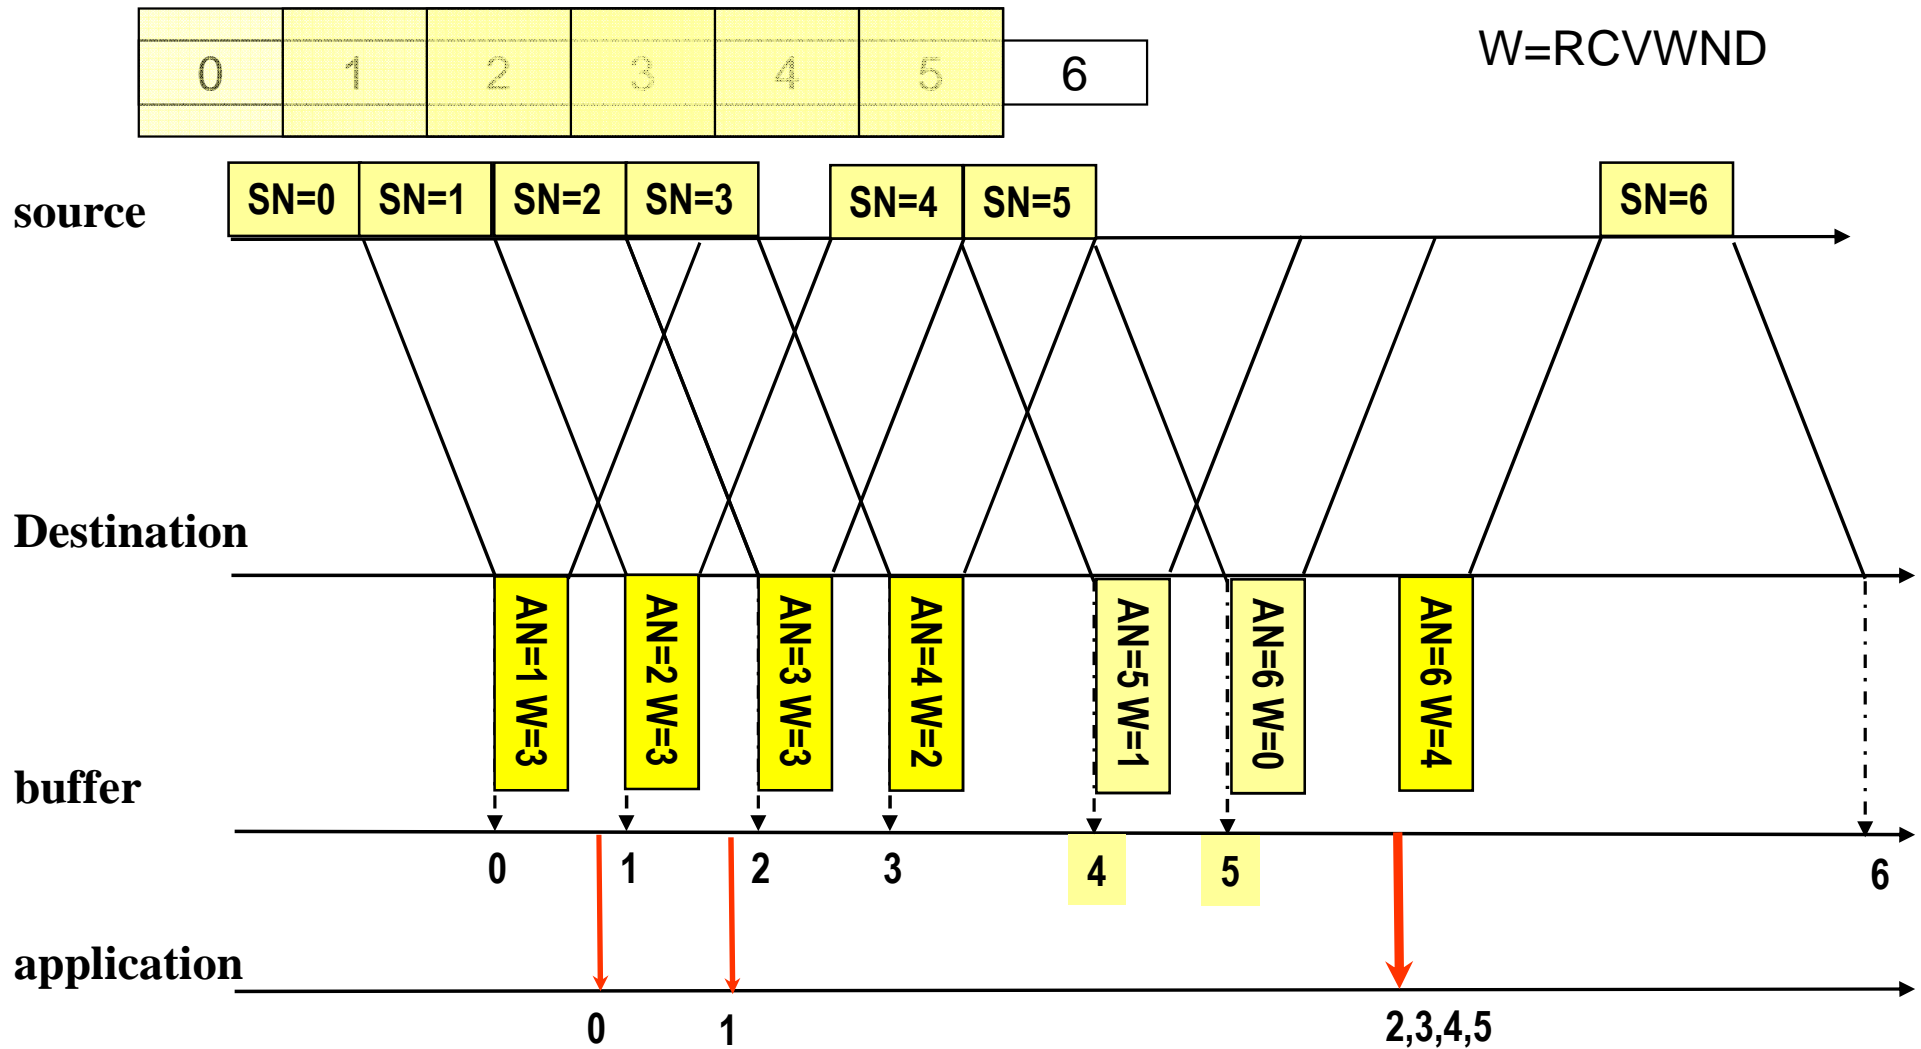 0 1 2 3 4 5 6
W=RCVWND
source
SN=0 SN=1 SN=2 SN=3 SN=4 SN=5 SN=6
Destination
AN=1 W=3
AN=2 W=3
AN=3 W=3
AN=4 W=2
AN=5 W=1
AN=6 W=0
AN=6 W=4
buffer
0 1 2 3 4 5 6
application
0 1 2,3,4,5